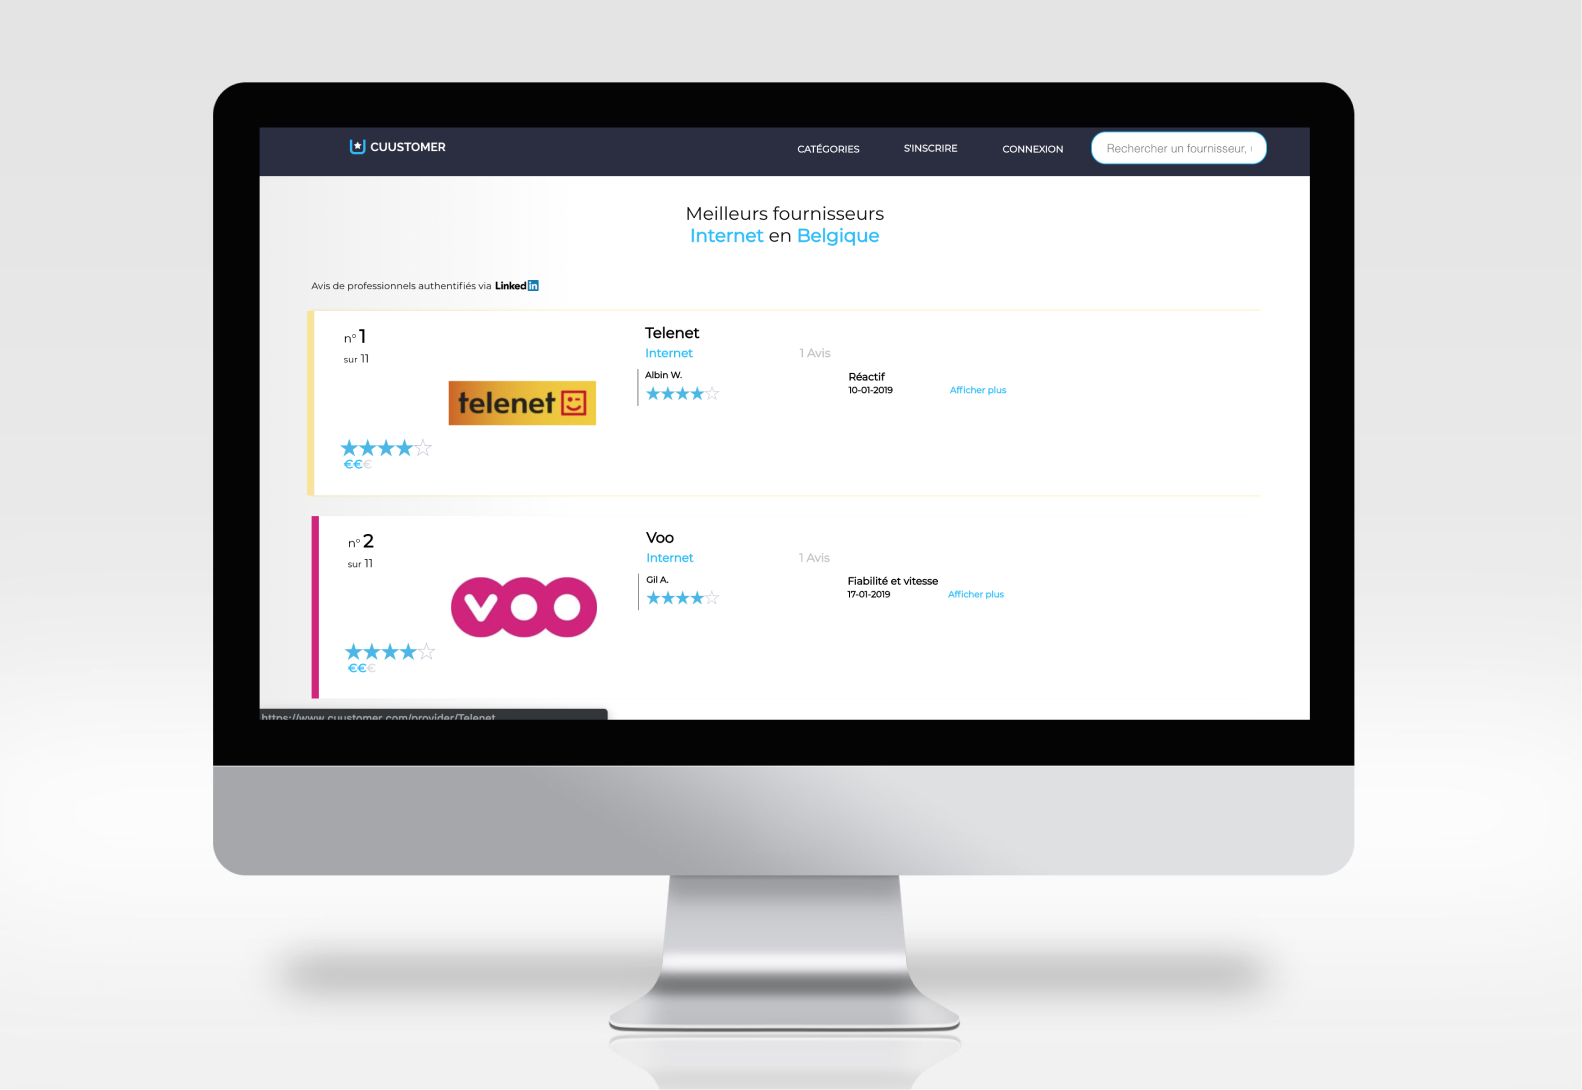 CUUSTOMER
CATÉGORIES
S'INSCRIRE
CONNEXION
Rechercher un fournisseur,
Meilleurs fournisseurs
Internet en Belgique
Avis de professionnels authentifiés via Linkedin
n° 1
sur 11
telenet
€€€
Telenet
Internet
1 Avis
Albin W.
Réactif
10-01-2019
Afficher plus
n° 2
sur 11
voo
€€€
Voo
Internet
1 Avis
Gil A.
Fiabilité et vitesse
17-01-2019
Afficher plus
https://www.cuustomer.com/provider/Telenet